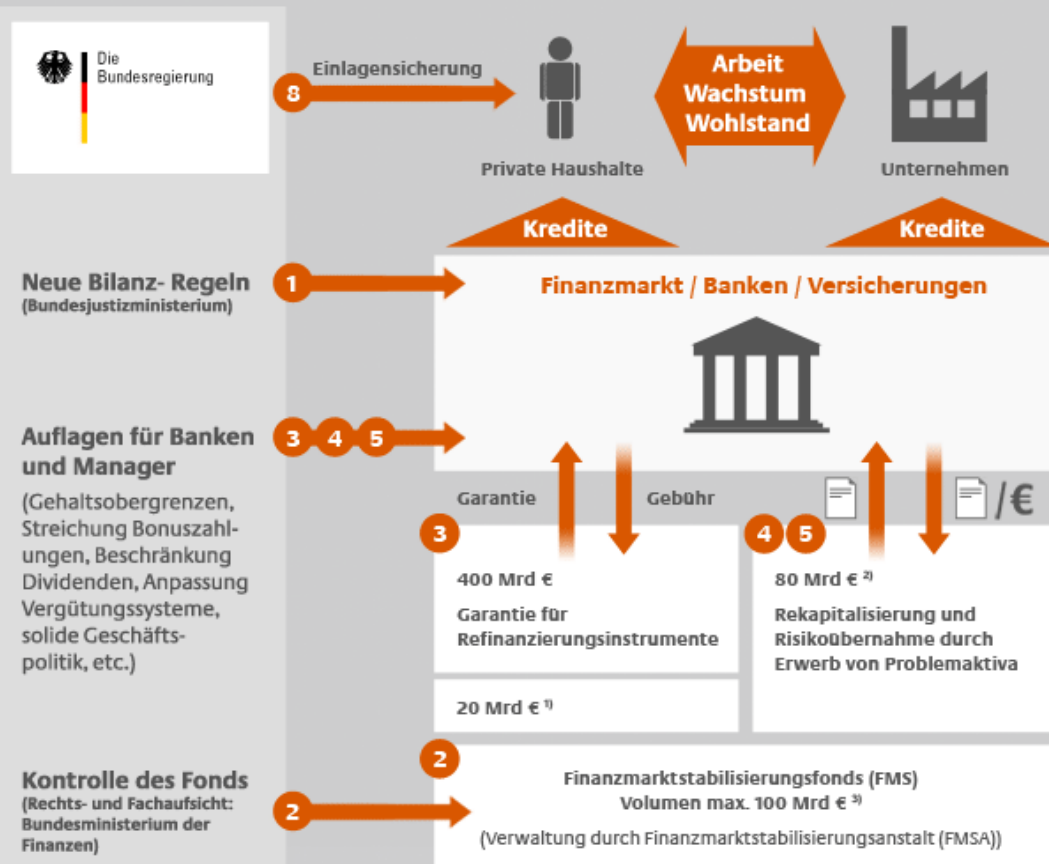 Die
Bundesregierung
8
Einlagensicherung
Private Haushalte
Arbeit
Wachstum
Wohlstand
Unternehmen
Kredite
Kredite
Neue Bilanz- Regeln
(Bundesjustizministerium)
1
Finanzmarkt / Banken / Versicherungen
Auflagen für Banken
und Manager
(Gehaltsobergrenzen,
Streichung Bonuszahl-
ungen, Beschränkung
Dividenden, Anpassung
Vergütungssysteme,
solide Geschäfts-
politik, etc.)
3 4 5
Garantie
Gebühr
/€
3
400 Mrd €
Garantie für
Refinanzierungsinstrumente
20 Mrd € 1)
4 5
80 Mrd € 2)
Rekapitalisierung und
Risikoübernahme durch
Erwerb von Problemaktiva
Kontrolle des Fonds
(Rechts- und Fachaufsicht:
Bundesministerium der
Finanzen)
2
2
Finanzmarktstabilisierungsfonds (FMS)
Volumen max. 100 Mrd € 3)
(Verwaltung durch Finanzmarktstabilisierungsanstalt (FMSA))